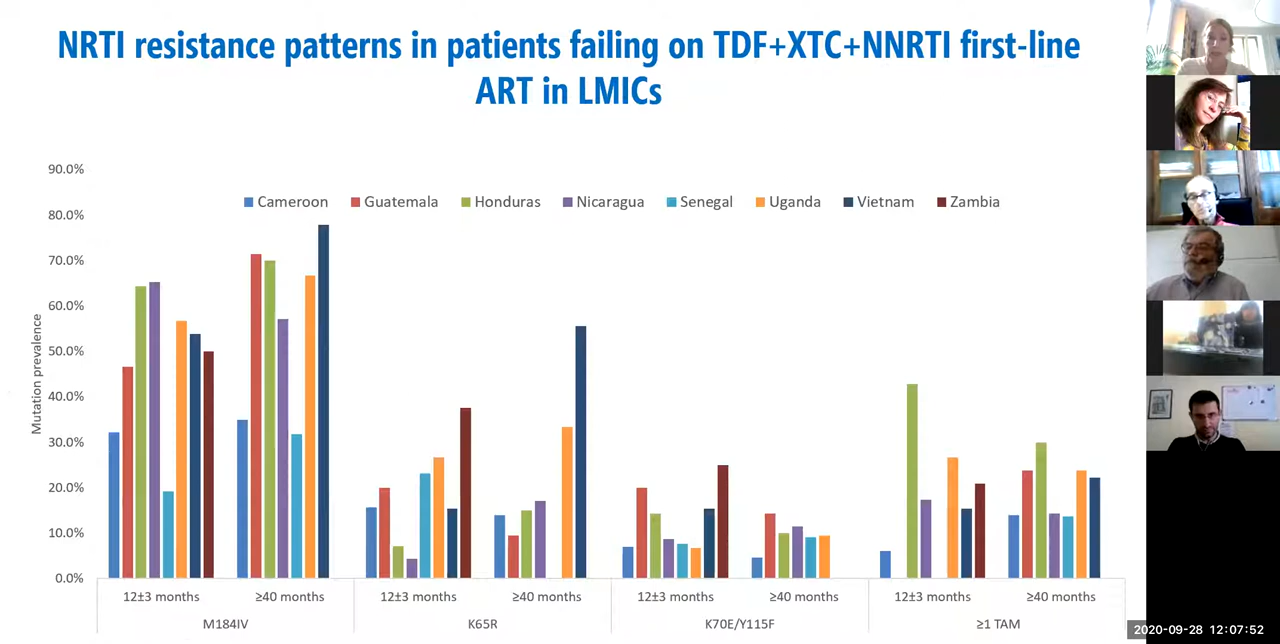 NRTI resistance patterns in patients failing on TDF+XTC+NNRTI first-line
ART in LMICs
90.0%
Cameroon Guatemala Honduras Nicaragua Senegal Uganda Vietnam Zambia
80.0%
70.0%
60.0%
50.0%
40.0%
30.0%
20.0%
10.0%
0.0%
Mutation prevalence
12±3 months ≥40 months 12±3 months ≥40 months 12±3 months ≥40 months 12±3 months ≥40 months
M184IV K65R K70E/Y115F ≥1 TAM
2020-09-28 12:07:52